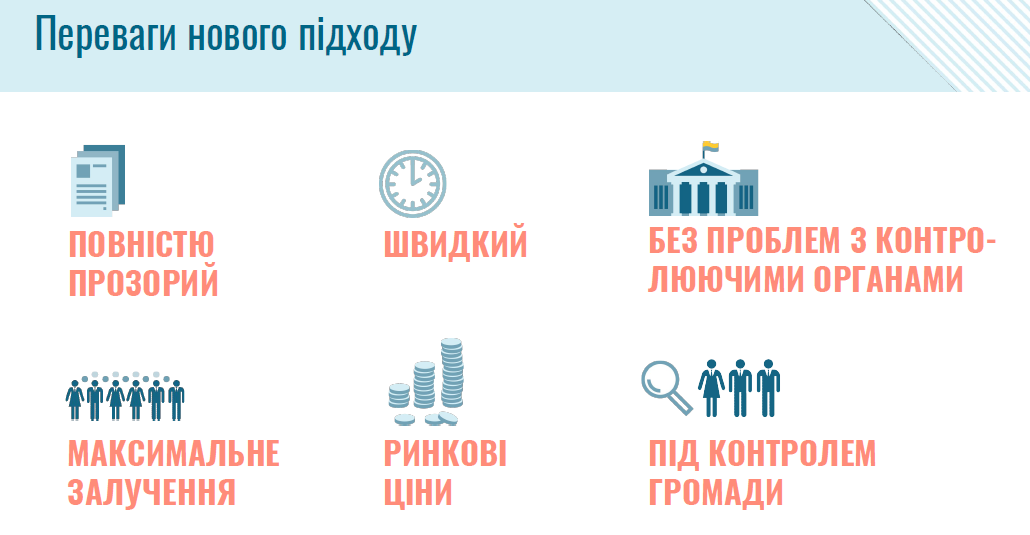 Переваги нового підходу
ПОВНІСТЮ
ПРОЗОРИЙ
ШВИДКИЙ
БЕЗ ПРОБЛЕМ З КОНТРО-
ЛЮЮЧИМИ ОРГАНАМИ
МАКСИМАЛЬНЕ
ЗАЛУЧЕННЯ
РИНКОВІ
ЦІНИ
ПІД КОНТРОЛЕМ
ГРОМАДИ